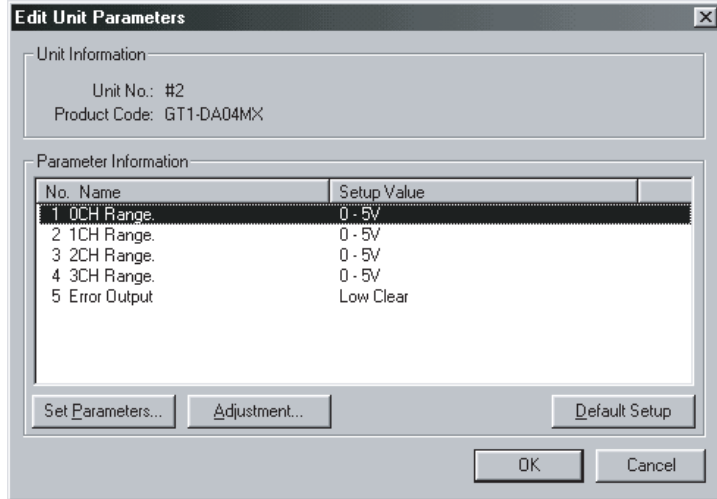 Edit Unit Parameters
Unit Information
Unit No.: #2
Product Code: GT1-DA04MX
Parameter Information
No. Name Setup Value
1 0CH Range. 0 - 5V
2 1CH Range. 0 - 5V
3 2CH Range. 0 - 5V
4 3CH Range. 0 - 5V
5 Error Output Low Clear
Set Parameters... Adjustment... Default Setup
OK Cancel